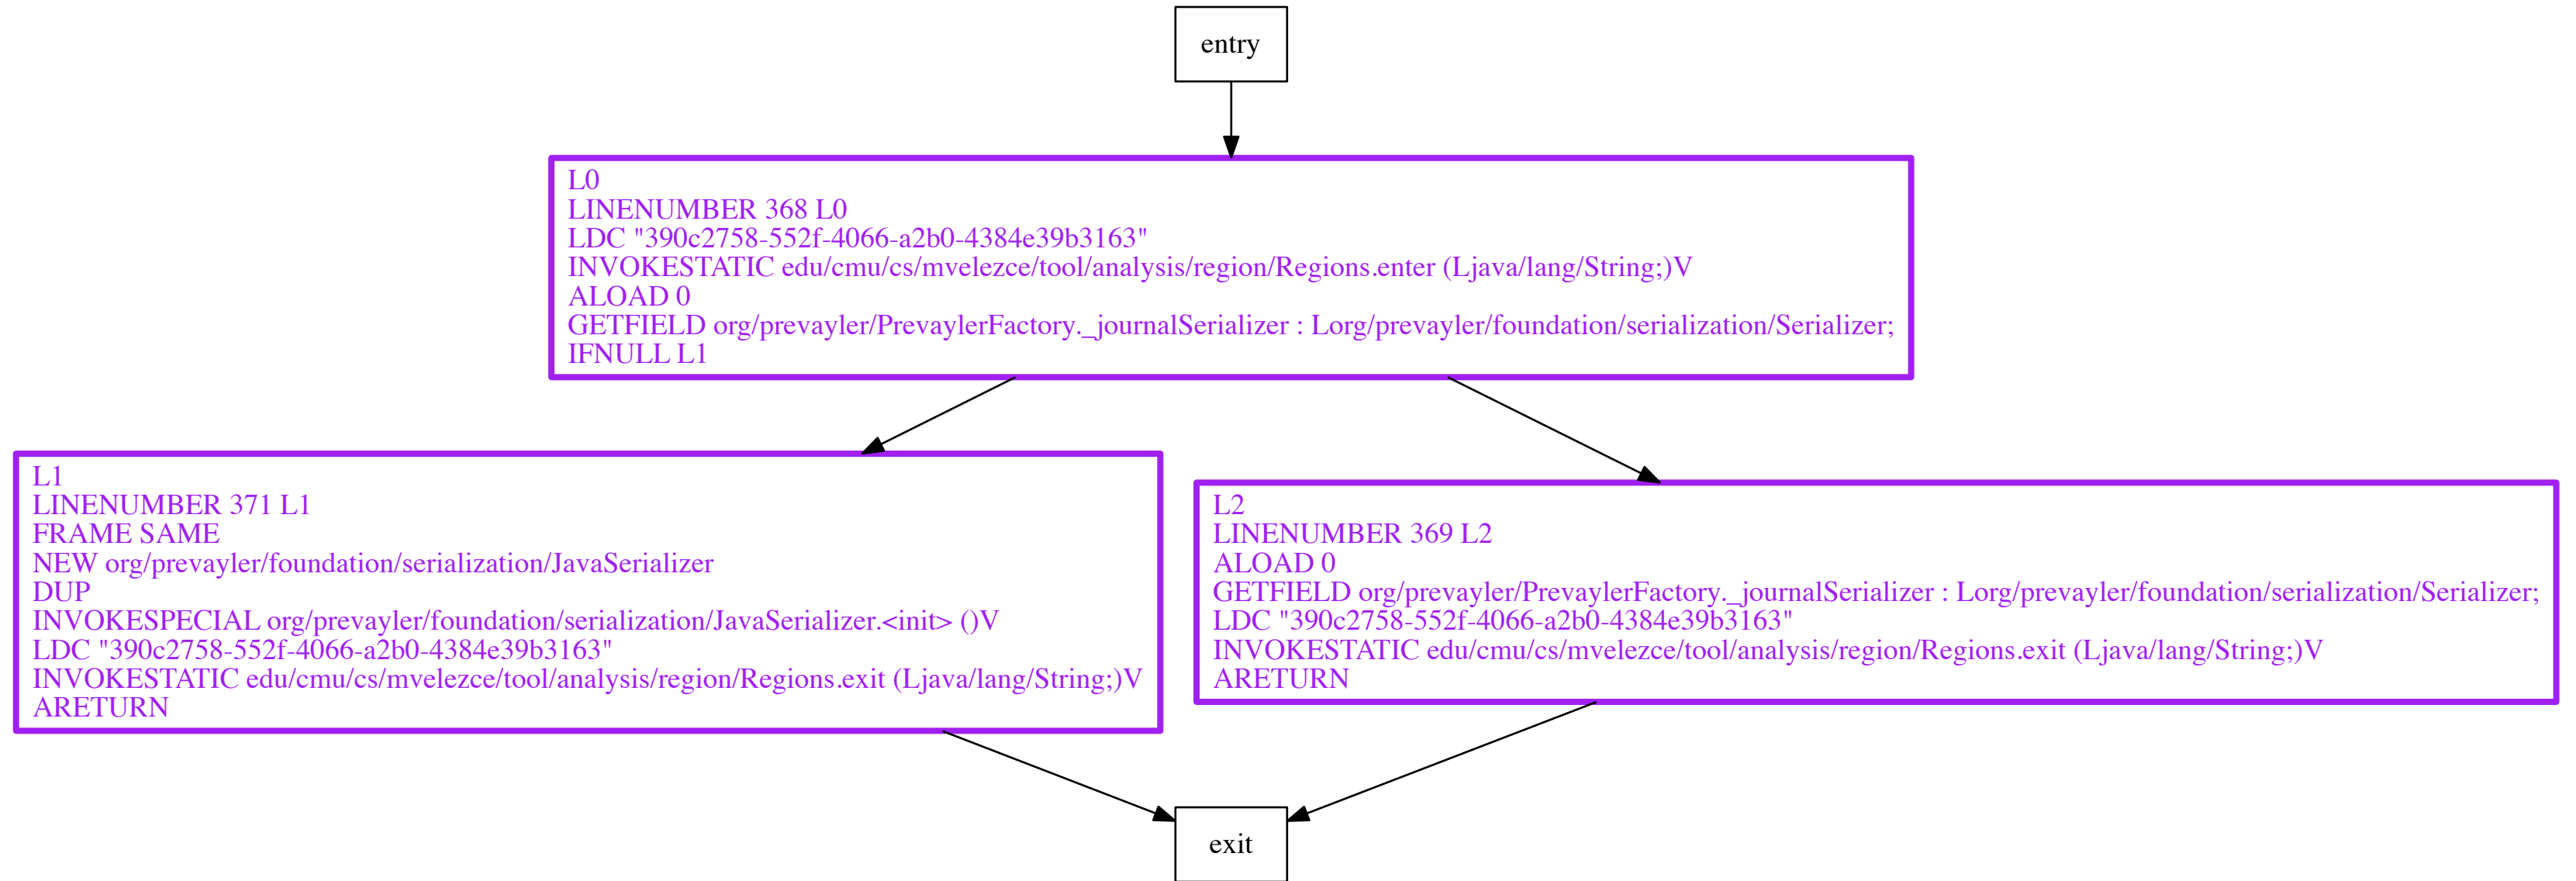 entry
L0
LINENUMBER 368 L0
LDC "390c2758-552f-4066-a2b0-4384e39b3163"
INVOKESTATIC edu/cmu/cs/mvelezce/tool/analysis/region/Regions.enter (Ljava/lang/String;)V
ALOAD 0
GETFIELD org/prevayler/PrevaylerFactory._journalSerializer : Lorg/prevayler/foundation/serialization/Serializer;
IFNULL L1
L1
LINENUMBER 371 L1
FRAME SAME
NEW org/prevayler/foundation/serialization/JavaSerializer
DUP
INVOKESPECIAL org/prevayler/foundation/serialization/JavaSerializer.<init> ()V
LDC "390c2758-552f-4066-a2b0-4384e39b3163"
INVOKESTATIC edu/cmu/cs/mvelezce/tool/analysis/region/Regions.exit (Ljava/lang/String;)V
ARETURN
L2
LINENUMBER 369 L2
ALOAD 0
GETFIELD org/prevayler/PrevaylerFactory._journalSerializer : Lorg/prevayler/foundation/serialization/Serializer;
LDC "390c2758-552f-4066-a2b0-4384e39b3163"
INVOKESTATIC edu/cmu/cs/mvelezce/tool/analysis/region/Regions.exit (Ljava/lang/String;)V
ARETURN
exit